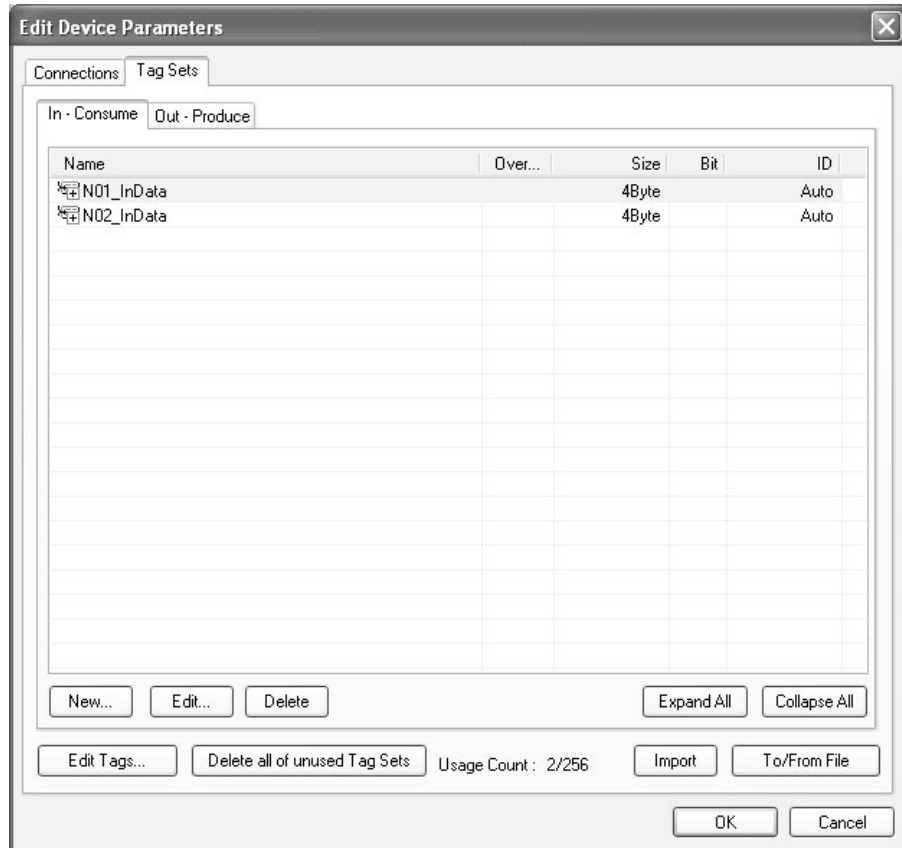 Edit Device Parameters
Connections Tag Sets
In - Consume Out - Produce
Name Over... Size Bit ID
N01_InData 4Byte Auto
N02_InData 4Byte Auto
New... Edit... Delete Expand All Collapse All
Edit Tags... Delete all of unused Tag Sets Usage Count : 2/256 Import To/From File
OK Cancel